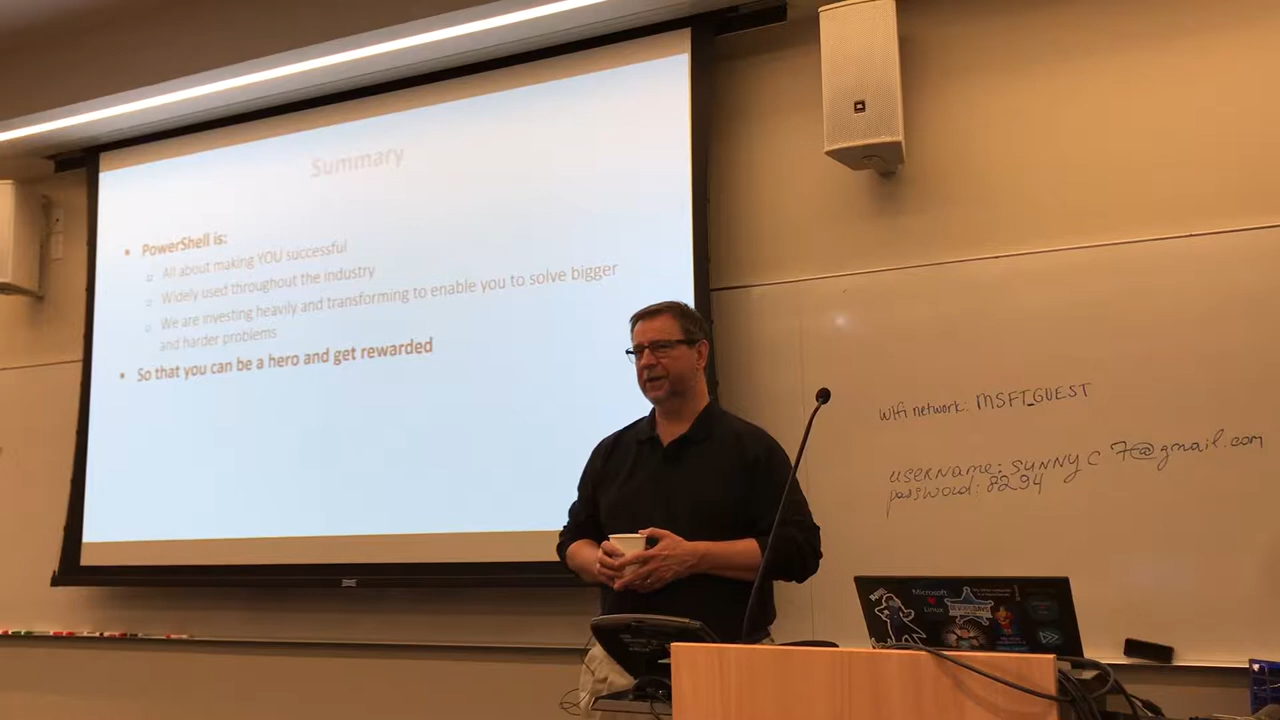 Summary
PowerShell is:
All about making YOU successful
Widely used throughout the industry
We are investing heavily and transforming to enable you to solve bigger
and harder problems
So that you can be a hero and get rewarded
Wifi network: MSFT_GUEST
username: SUNNY C 7@gmail.com
password: 8294
JBL
Microsoft
Linux
DEVOPSDAYS